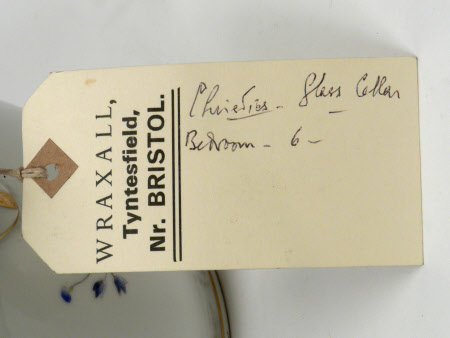 WRAXALL,
Tyntesfield,
Nr. BRISTOL.
Christies - Glass Cellar
Bedroom - 6 -